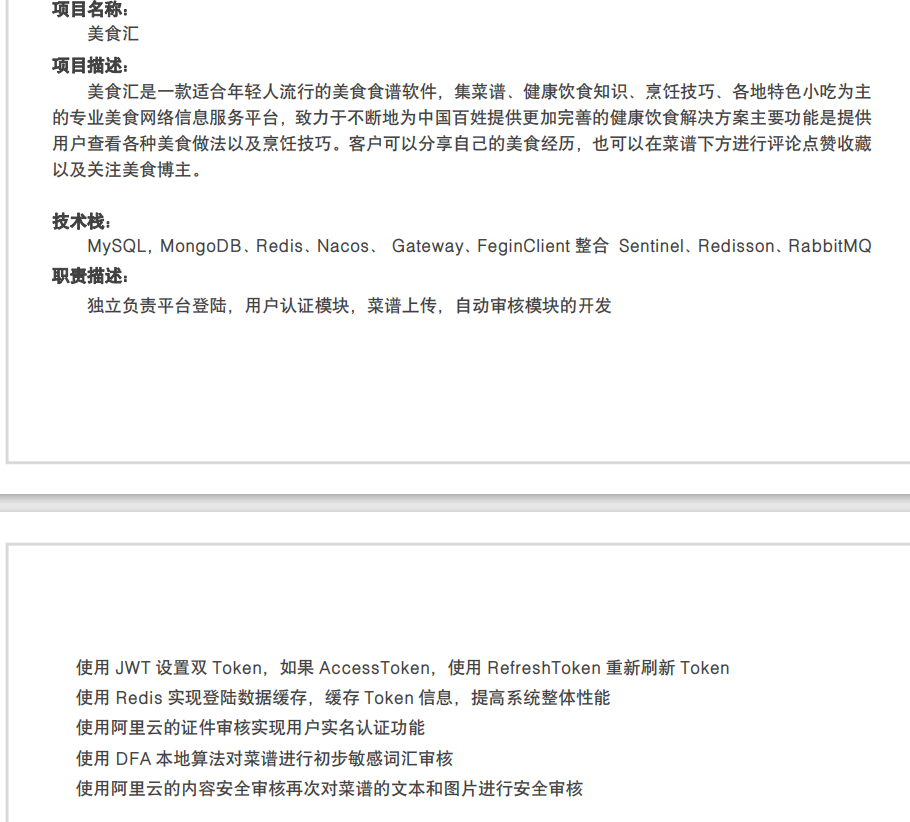 项目名称:
美食汇
项目描述:
美食汇是一款适合年轻人流行的美食食谱软件，集菜谱、健康饮食知识、烹饪技巧、各地特色小吃为主
的专业美食网络信息服务平台，致力于不断地为中国百姓提供更加完善的健康饮食解决方案主要功能是提供
用户查看各种美食做法以及烹饪技巧。客户可以分享自己的美食经历，也可以在菜谱下方进行评论点赞收藏
以及关注美食博主。
技术栈:
MySQL, MongoDB、Redis、Nacos、 Gateway、FeginClient 整合 Sentinel、Redisson、RabbitMQ
职责描述:
独立负责平台登陆，用户认证模块，菜谱上传，自动审核模块的开发
使用 JWT 设置双 Token，如果 AccessToken，使用 RefreshToken 重新刷新 Token
使用 Redis 实现登陆数据缓存，缓存 Token 信息，提高系统整体性能
使用阿里云的证件审核实现用户实名认证功能
使用 DFA 本地算法对菜谱进行初步敏感词汇审核
使用阿里云的内容安全审核再次对菜谱的文本和图片进行安全审核